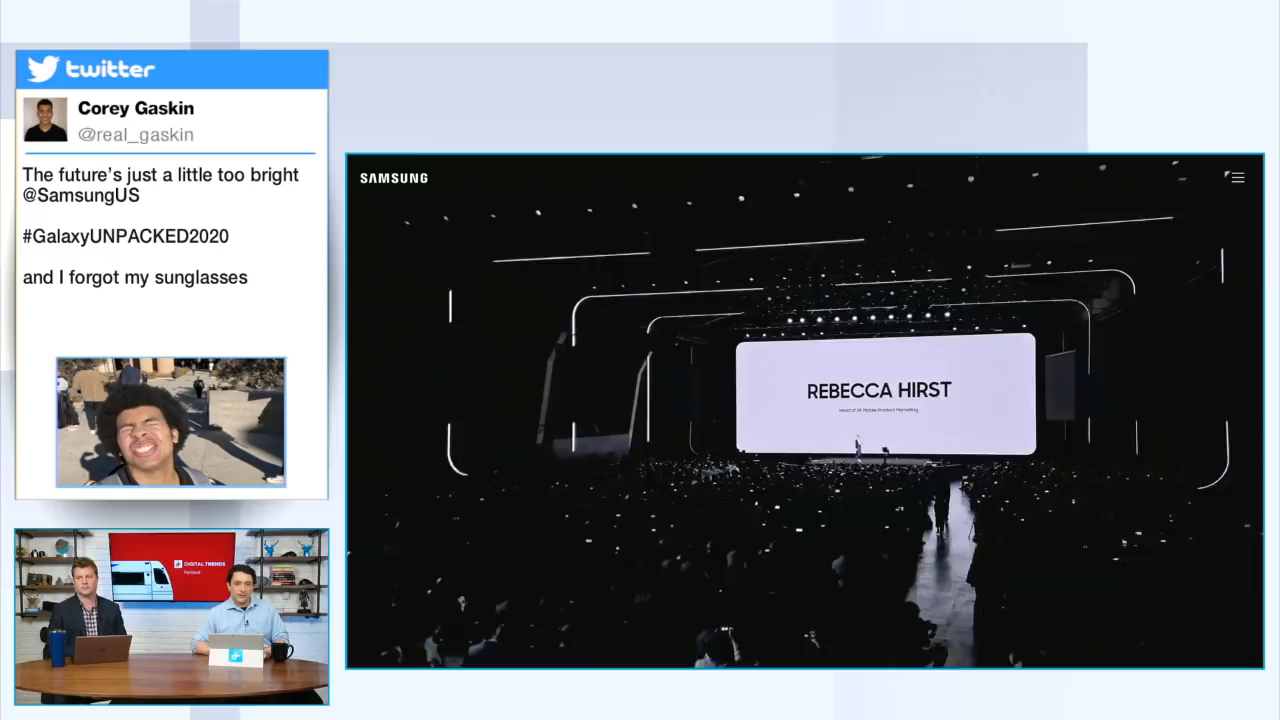 twitter
Corey Gaskin
@real_gaskin
The future's just a little too bright
@SamsungUS
#GalaxyUNPACKED2020
and I forgot my sunglasses
SAMSUNG
REBECCA HIRST
Head of UK Mobile Product Marketing
DIGITAL TRENDS
Portland